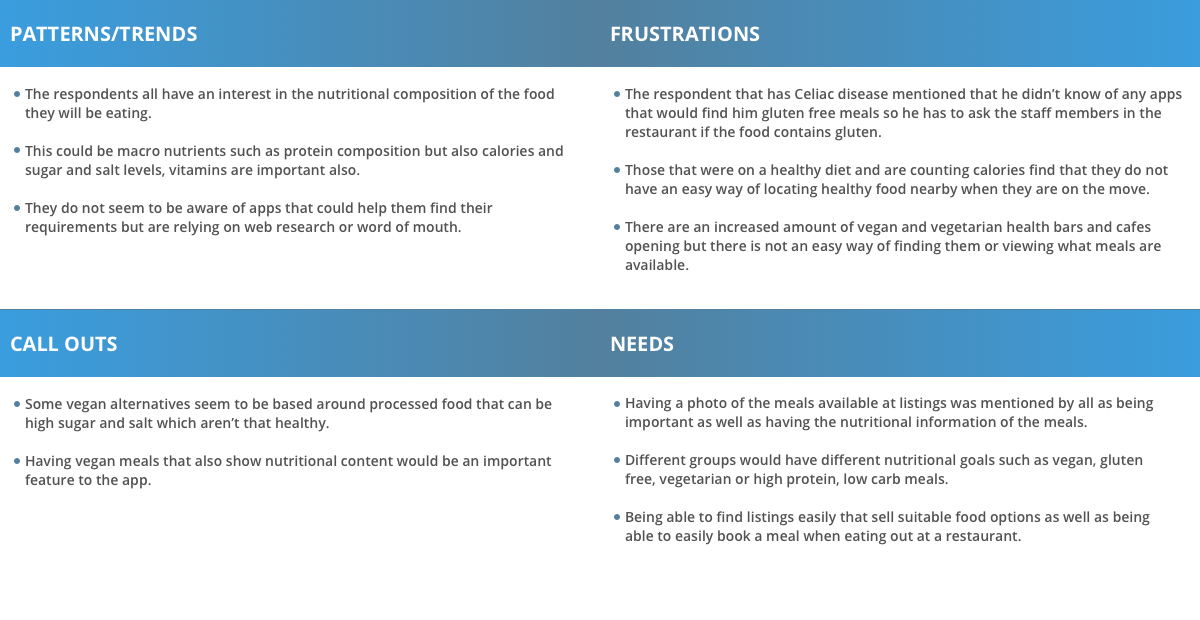 PATTERNS/TRENDS
• The respondents all have an interest in the nutritional composition of the food
they will be eating.
• This could be macro nutrients such as protein composition but also calories and
sugar and salt levels, vitamins are important also.
• They do not seem to be aware of apps that could help them find their
requirements but are relying on web research or word of mouth.
FRUSTRATIONS
• The respondent that has Celiac disease mentioned that he didn’t know of any apps
that would find him gluten free meals so he has to ask the staff members in the
restaurant if the food contains gluten.
• Those that were on a healthy diet and are counting calories find that they do not
have an easy way of locating healthy food nearby when they are on the move.
• There are an increased amount of vegan and vegetarian health bars and cafes
opening but there is not an easy way of finding them or viewing what meals are
available.
CALL OUTS
• Some vegan alternatives seem to be based around processed food that can be
high sugar and salt which aren’t that healthy.
• Having vegan meals that also show nutritional content would be an important
feature to the app.
NEEDS
• Having a photo of the meals available at listings was mentioned by all as being
important as well as having the nutritional information of the meals.
• Different groups would have different nutritional goals such as vegan, gluten
free, vegetarian or high protein, low carb meals.
• Being able to find listings easily that sell suitable food options as well as being
able to easily book a meal when eating out at a restaurant.